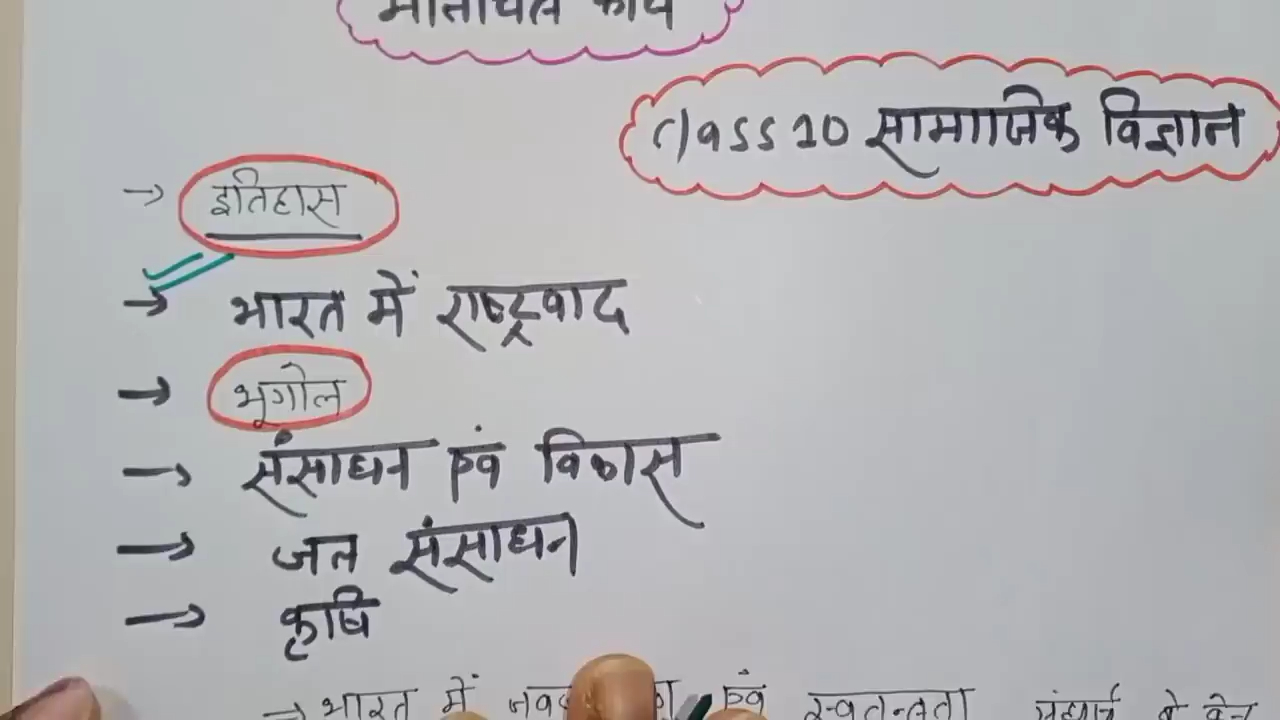 मानचित्र कार्य
class 10 सामाजिक विज्ञान
→ इतिहास
→ भारत में राष्ट्रवाद
→ भूगोल
→ संसाधन एवं विकास
→ जल संसाधन
→ कृषि
→ भारत में एवं स्वतन्त्रता संघर्ष के